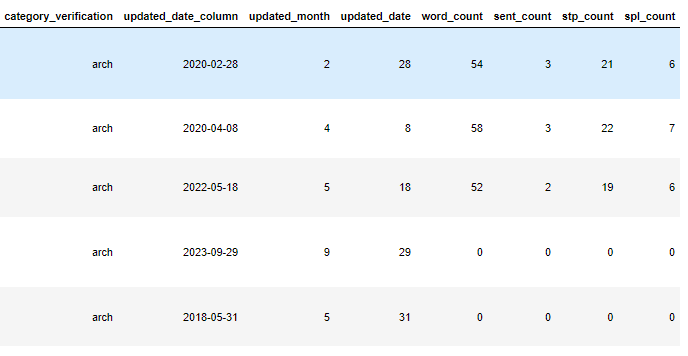 category_verification updated_date_column updated_month updated_date word_count sent_count stp_count spl_count
arch 2020-02-28 2 28 54 3 21 6
arch 2020-04-08 4 8 58 3 22 7
arch 2022-05-18 5 18 52 2 19 6
arch 2023-09-29 9 29 0 0 0 0
arch 2018-05-31 5 31 0 0 0 0